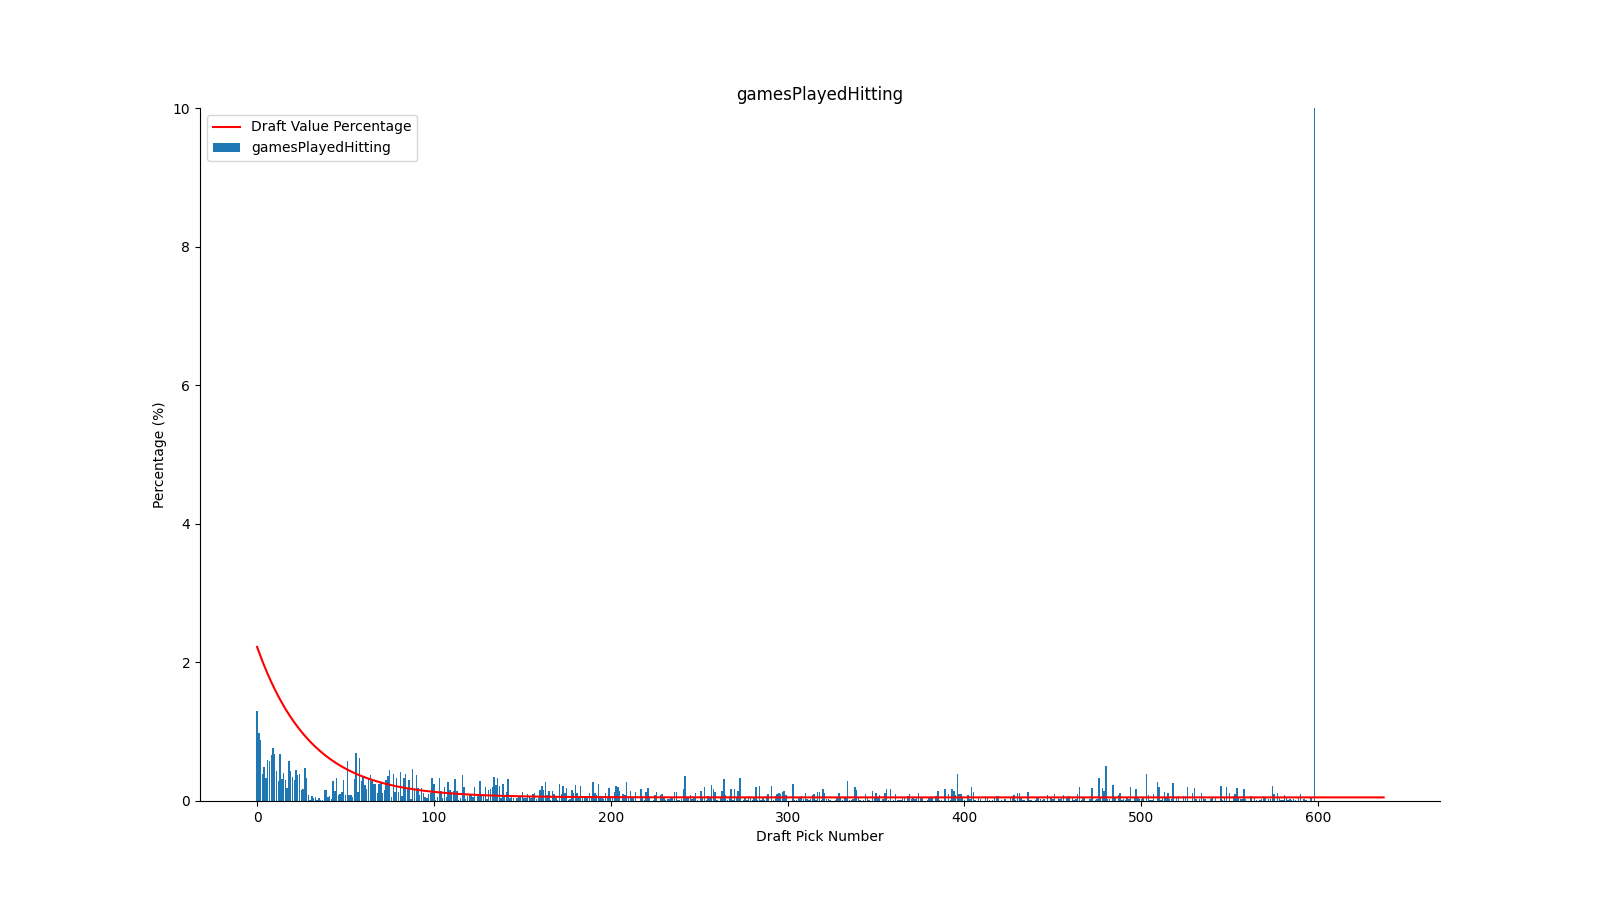 gamesPlayedHitting
Draft Value Percentage
gamesPlayedHitting
10
8
6
4
2
0
Percentage (%)
0 100 200 300 400 500 600
Draft Pick Number